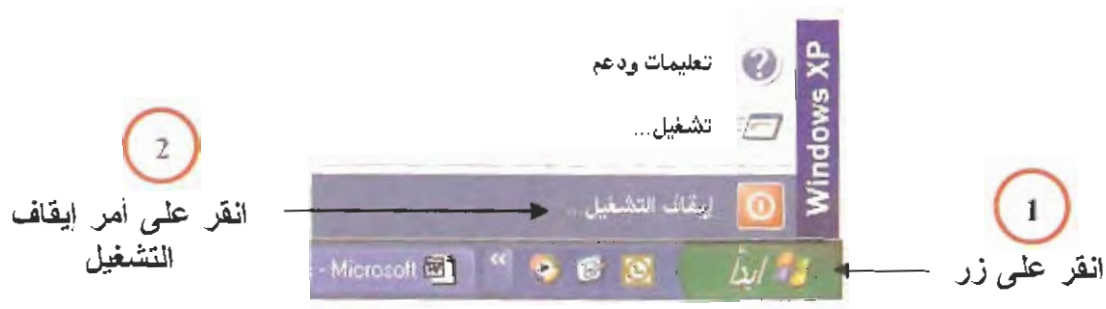 Windows XP
تعليمات ودعم
تشغيل...
إيقاف التشغيل...
ابدأ
- Microsoft
1
انقر على زر
2
انقر على أمر إيقاف
التشغيل